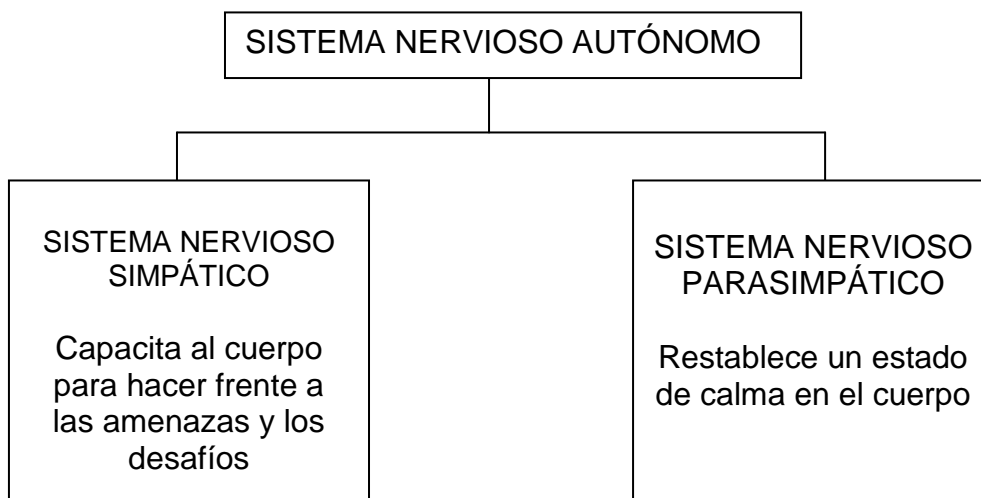 SISTEMA NERVIOSO AUTÓNOMO
SISTEMA NERVIOSO
SIMPÁTICO
Capacita al cuerpo
para hacer frente a
las amenazas y los
desafíos
SISTEMA NERVIOSO
PARASIMPÁTICO
Restablece un estado
de calma en el cuerpo